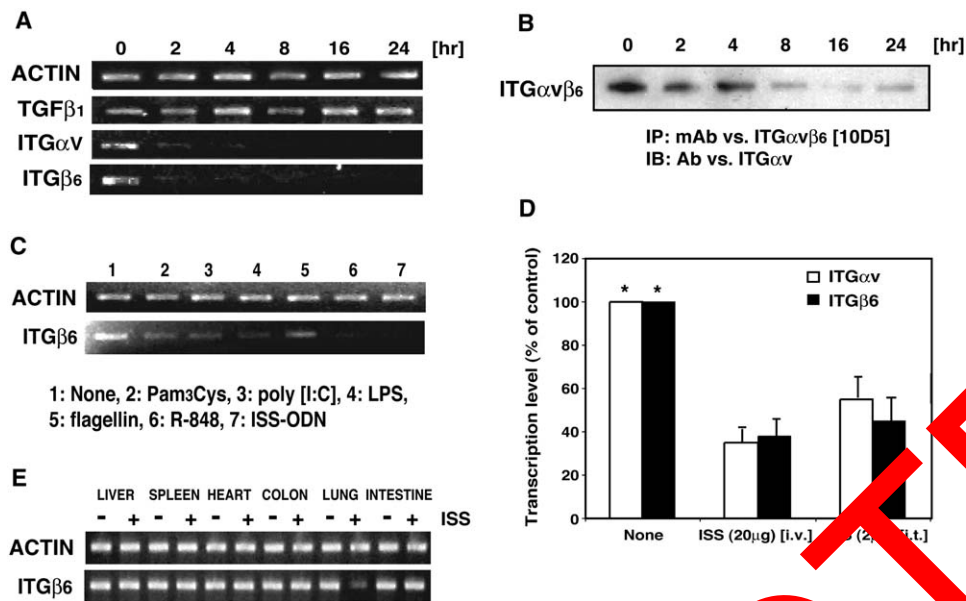 A
0 2 4 8 16 24 [hr]
ACTIN
TGFβ1
ITGαv
ITGβ6
B
0 2 4 8 16 24 [hr]
ITGαvβ6
IP: mAb vs. ITGαvβ6 [10D5]
IB: Ab vs. ITGαv
C
1 2 3 4 5 6 7
ACTIN
ITGβ6
1: None, 2: Pam3Cys, 3: poly [I:C], 4: LPS,
5: flagellin, 6: R-848, 7: ISS-ODN
D
Transcription level (% of control)
120
100
80
60
40
20
0
* *
ITGαv
ITGβ6
None ISS (20μg) [i.v.] [i.t.]
E
LIVER SPLEEN HEART COLON LUNG INTESTINE
- + - + - + - + - + - + ISS
ACTIN
ITGβ6